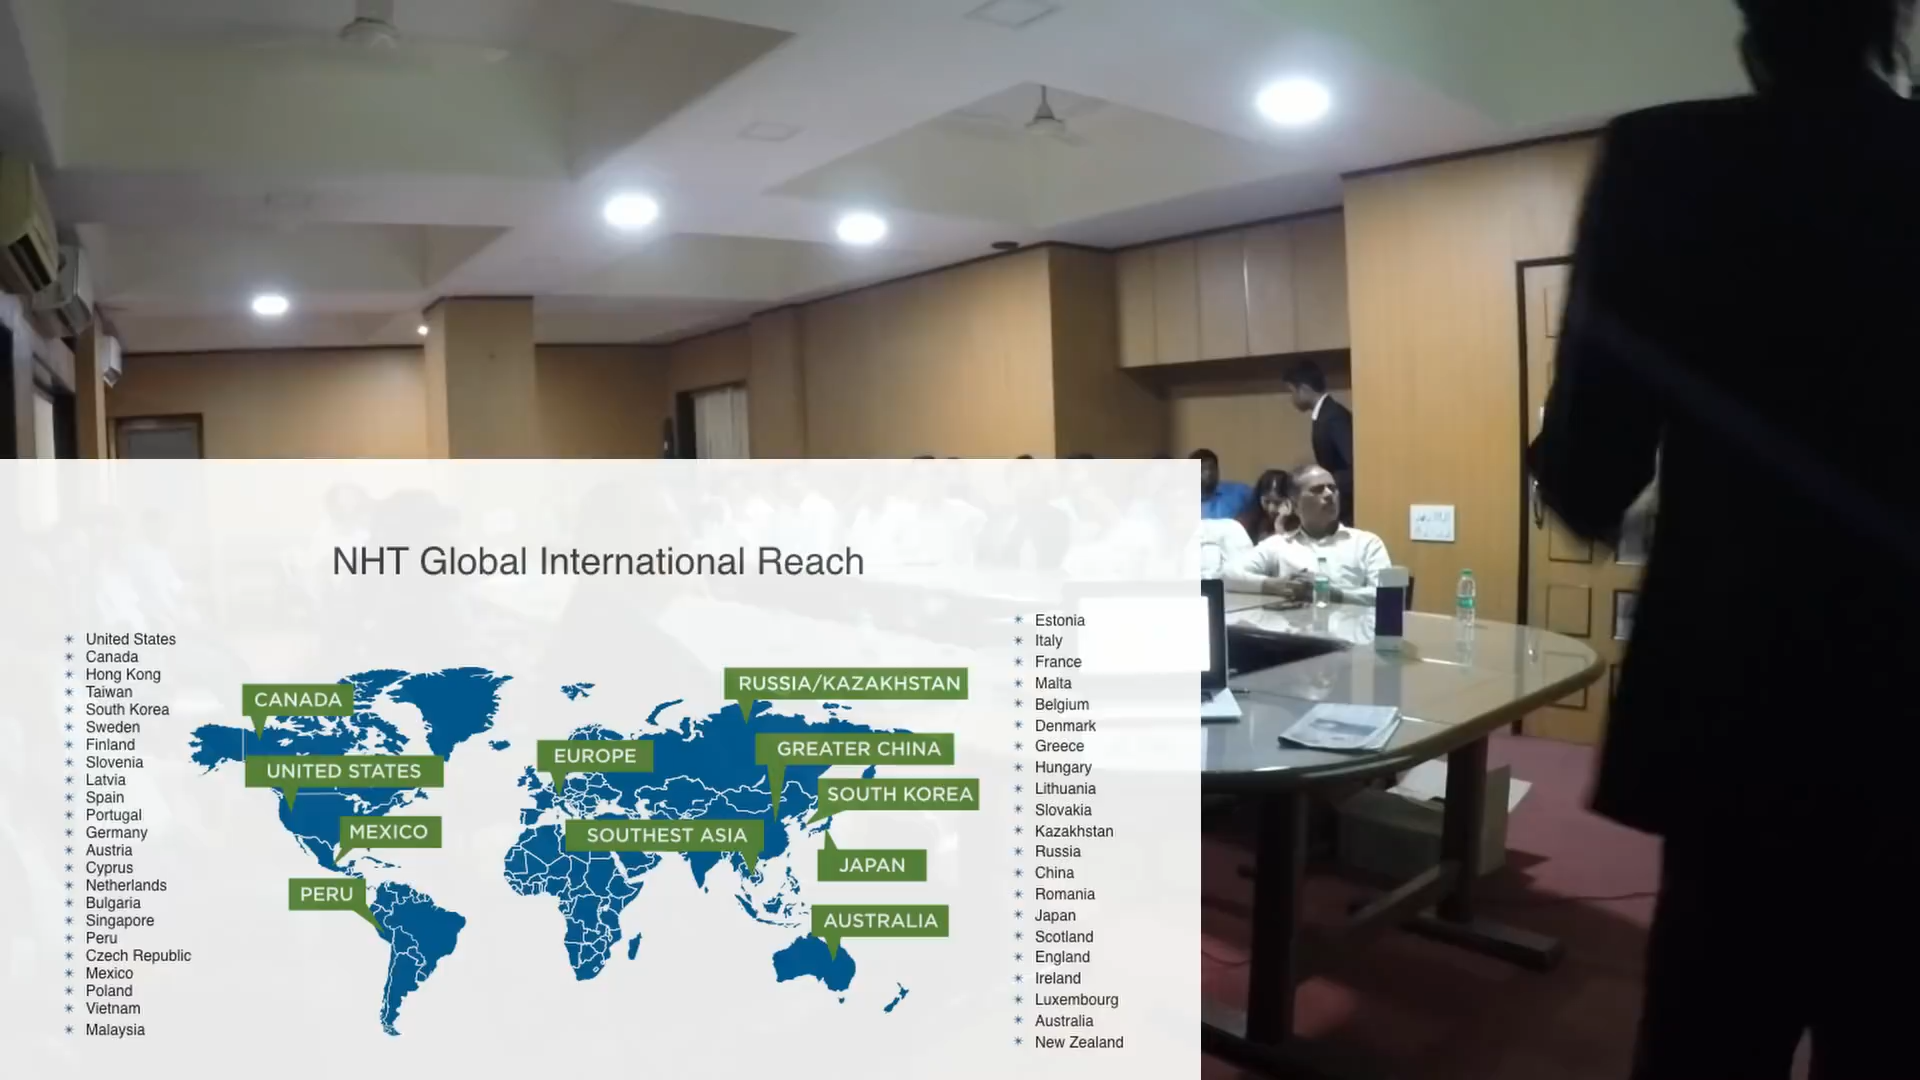 NHT Global International Reach
United States
Canada
Hong Kong
Taiwan
South Korea
Sweden
Finland
Slovenia
Latvia
Spain
Portugal
Germany
Austria
Cyprus
Netherlands
Bulgaria
Singapore
Peru
Czech Republic
Mexico
Poland
Vietnam
Malaysia
CANADA
UNITED STATES
MEXICO
PERU
EUROPE
RUSSIA/KAZAKHSTAN
GREATER CHINA
SOUTH KOREA
SOUTHEST ASIA
JAPAN
AUSTRALIA
Estonia
Italy
France
Malta
Belgium
Denmark
Greece
Hungary
Lithuania
Slovakia
Kazakhstan
Russia
China
Romania
Japan
Scotland
England
Ireland
Luxembourg
Australia
New Zealand